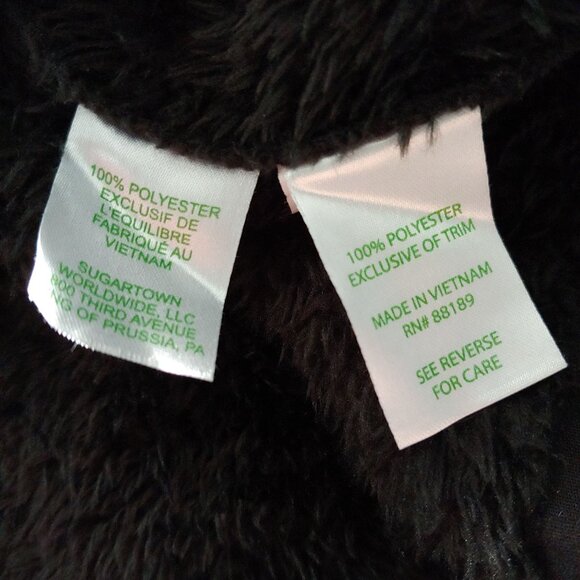 100% POLYESTER
EXCLUSIF DE
L'EQUILIBRE
FABRIQUÉ AU
VIETNAM
SUGARTOWN
WORLDWIDE, LLC
800 THIRD AVENUE
OF PRUSSIA, PA
100% POLYESTER
EXCLUSIVE OF TRIM
MADE IN VIETNAM
RN# 88189
SEE REVERSE
FOR CARE